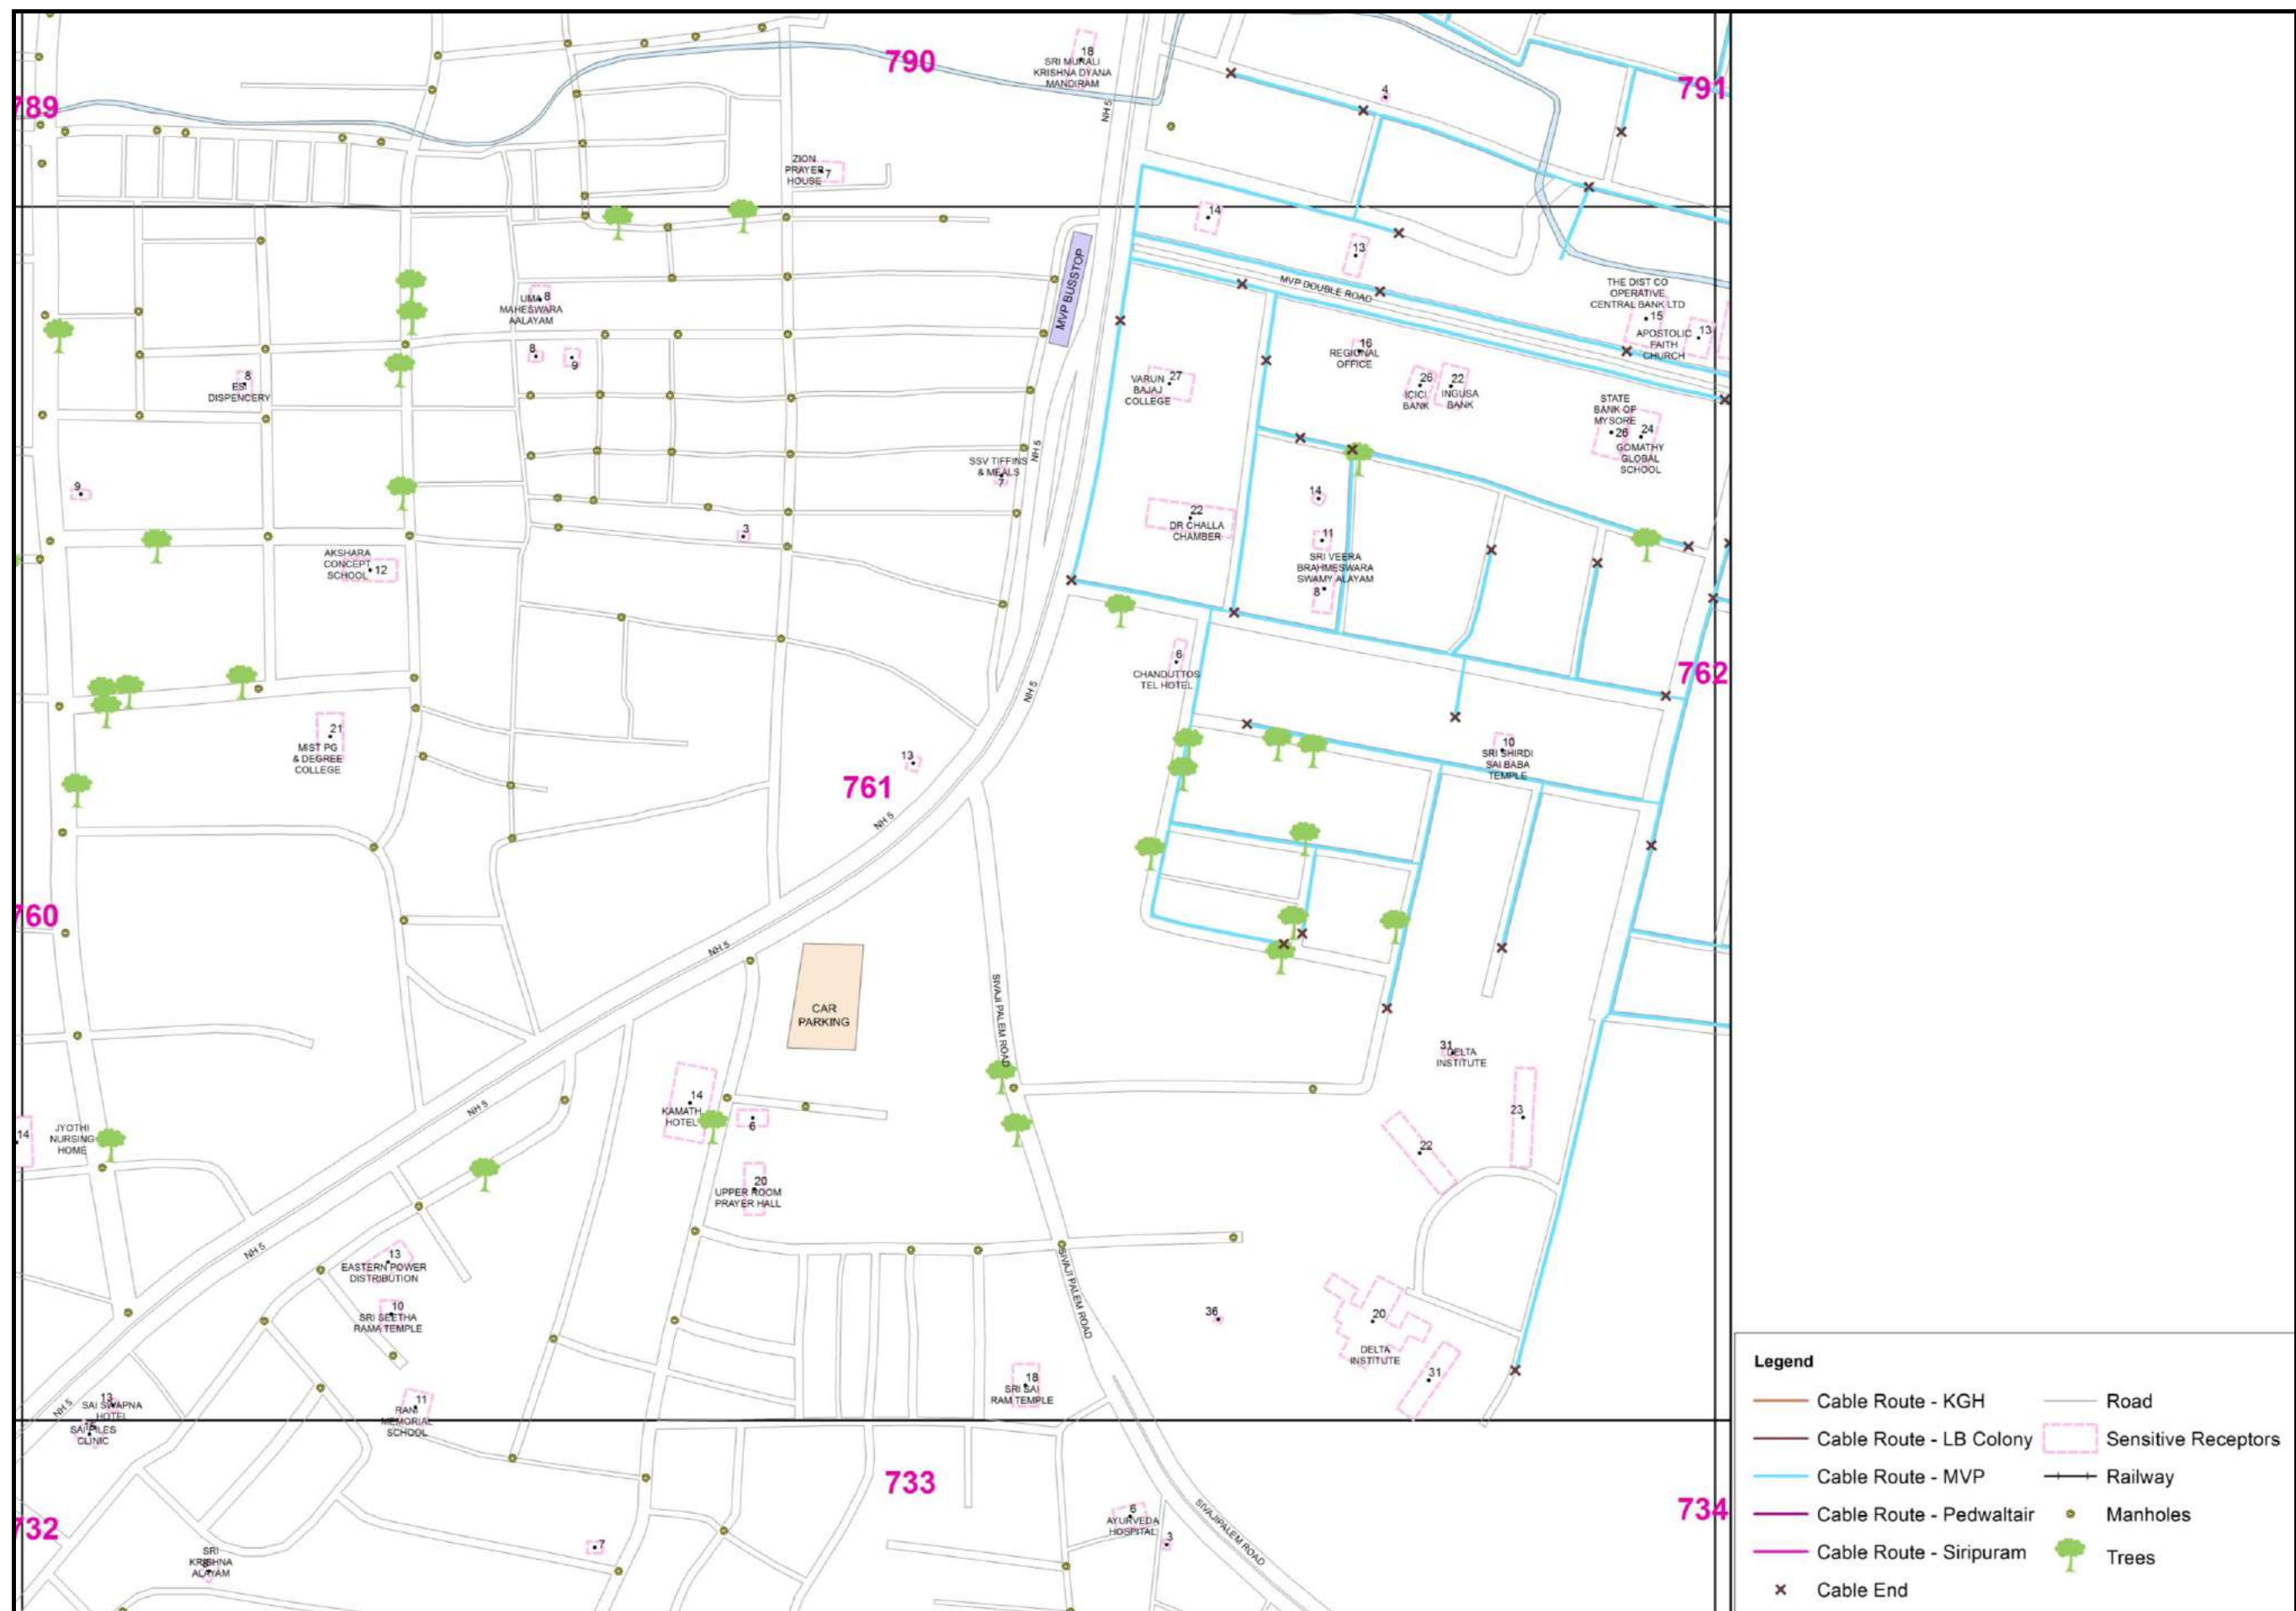 790
18
SRI MURALI
KRISHNA DYANA
MANDIRAM
791
4
789
NH 5
ZION
PRAYER
HOUSE
7
14
13
MVP BUSSTOP
MVP DOUBLE ROAD
THE DIST CO
OPERATIVE
CENTRAL BANK LTD
15
APOSTOLIC
FAITH
CHURCH
13
UMA
MAHESWARA
AALAYAM
8
8
9
8
ESI
DISPENCERY
16
REGIONAL
OFFICE
VARUN
BAJAJ
COLLEGE
27
26
ICICI
BANK
22
INGUSA
BANK
STATE
BANK OF
MYSORE
26
24
GOMATHY
GLOBAL
SCHOOL
NH 5
SSV TIFFINS
& MEALS
7
9
14
3
22
DR CHALLA
CHAMBER
11
SRI VEERA
BRAHMESWARA
SWAMY ALAYAM
8
AKSHARA
CONCEPT
SCHOOL
12
6
CHANDUTTOS
TEL HOTEL
762
NH 5
21
MIST PG
& DEGREE
COLLEGE
13
10
SRI SHIRDI
SAI BABA
TEMPLE
761
NH 5
760
NH 5
CAR
PARKING
SIVAJI PALEM ROAD
31
DELTA
INSTITUTE
14
KAMATH
HOTEL
6
NH 5
23
22
14
JYOTHI
NURSING
HOME
20
UPPER ROOM
PRAYER HALL
NH 5
13
EASTERN POWER
DISTRIBUTION
10
SRI SEETHA
RAMA TEMPLE
SIVAJI PALEM ROAD
36
20
DELTA
INSTITUTE
31
18
SRI SAI
RAM TEMPLE
NH 5
13
SAI SWAPNA
HOTEL
SAI PILES
CLINIC
11
RANI
MEMORIAL
SCHOOL
733
734
732
6
AYURVEDA
HOSPITAL
3
SIVAJIPALEM ROAD
7
SRI
KRISHNA
ALAYAM
8
Legend
Cable Route - KGH
Cable Route - LB Colony
Cable Route - MVP
Cable Route - Pedwaltair
Cable Route - Siripuram
Cable End
Road
Sensitive Receptors
Railway
Manholes
Trees